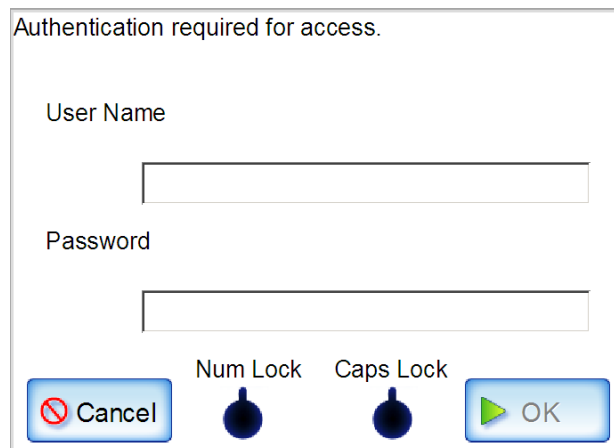 Authentication required for access.
User Name
Password
Num Lock Caps Lock
Cancel OK